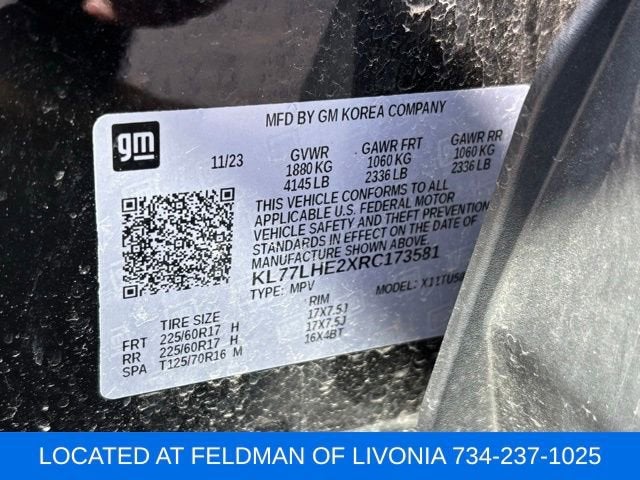 MFD BY GM KOREA COMPANY
gm
11/23 GVWR GAWR FRT GAWR RR
1880 KG 1060 KG 1060 KG
4145 LB 2336 LB 2336 LB
THIS VEHICLE CONFORMS TO ALL
APPLICABLE U.S. FEDERAL MOTOR
VEHICLE SAFETY AND THEFT PREVENTION
STANDARDS IN EFFECT ON THE DATE OF
MANUFACTURE SHOWN ABOVE.
KL77LHE2XRC173581
TYPE: MPV MODEL:
TIRE SIZE RIM
FRT 225/60R17 H 17X7.5J
RR 225/60R17 H 17X7.5J
SPA T125/70R16 M 16X4BT
LOCATED AT FELDMAN OF LIVONIA 734-237-1025